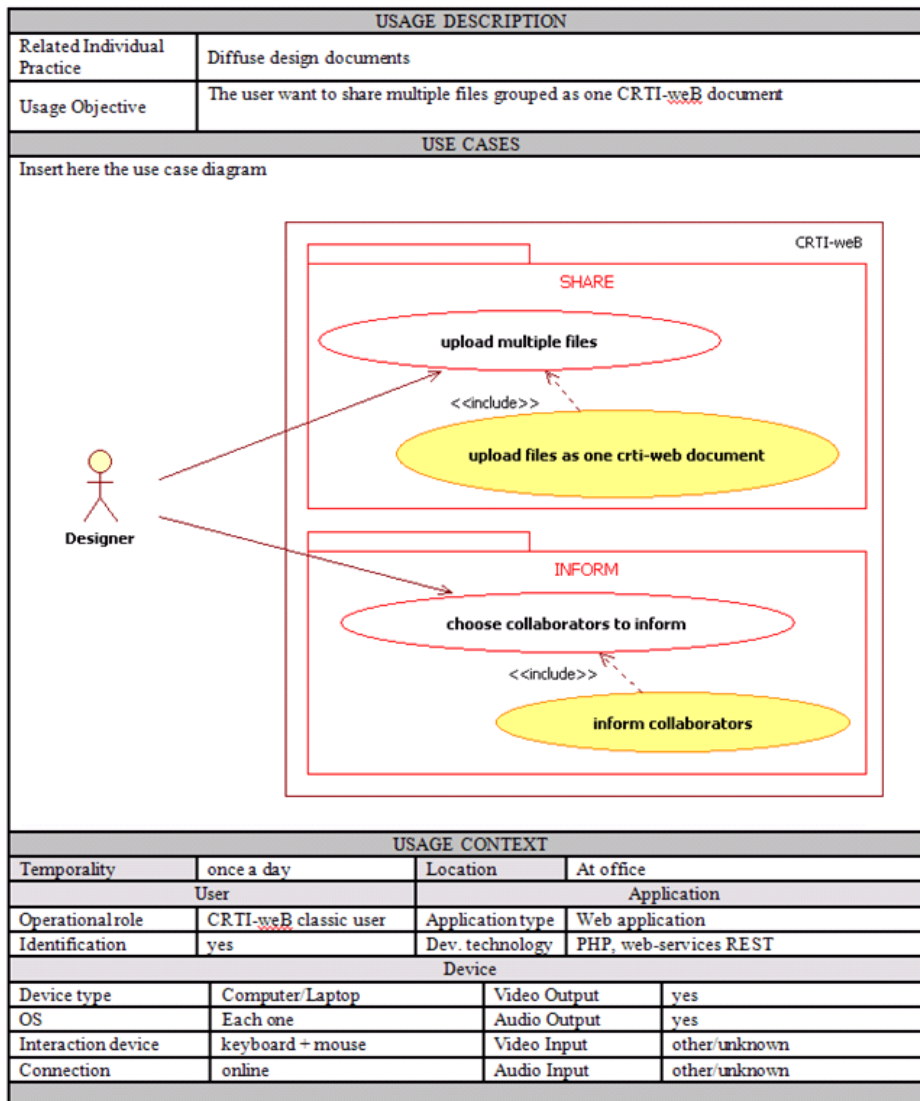 USAGE DESCRIPTION
Related Individual
Practice
Diffuse design documents
Usage Objective
The user want to share multiple files grouped as one CRTI-weB document
USE CASES
Insert here the use case diagram
CRTI-weB
SHARE
upload multiple files
<<include>>
upload files as one crti-web document
Designer
INFORM
choose collaborators to inform
<<include>>
inform collaborators
USAGE CONTEXT
Temporality once a day Location At office
User Application
Operational role CRTI-weB classic user Application type Web application
Identification yes Dev. technology PHP, web-services REST
Device
Device type Computer/Laptop Video Output yes
OS Each one Audio Output yes
Interaction device keyboard + mouse Video Input other/unknown
Connection online Audio Input other/unknown